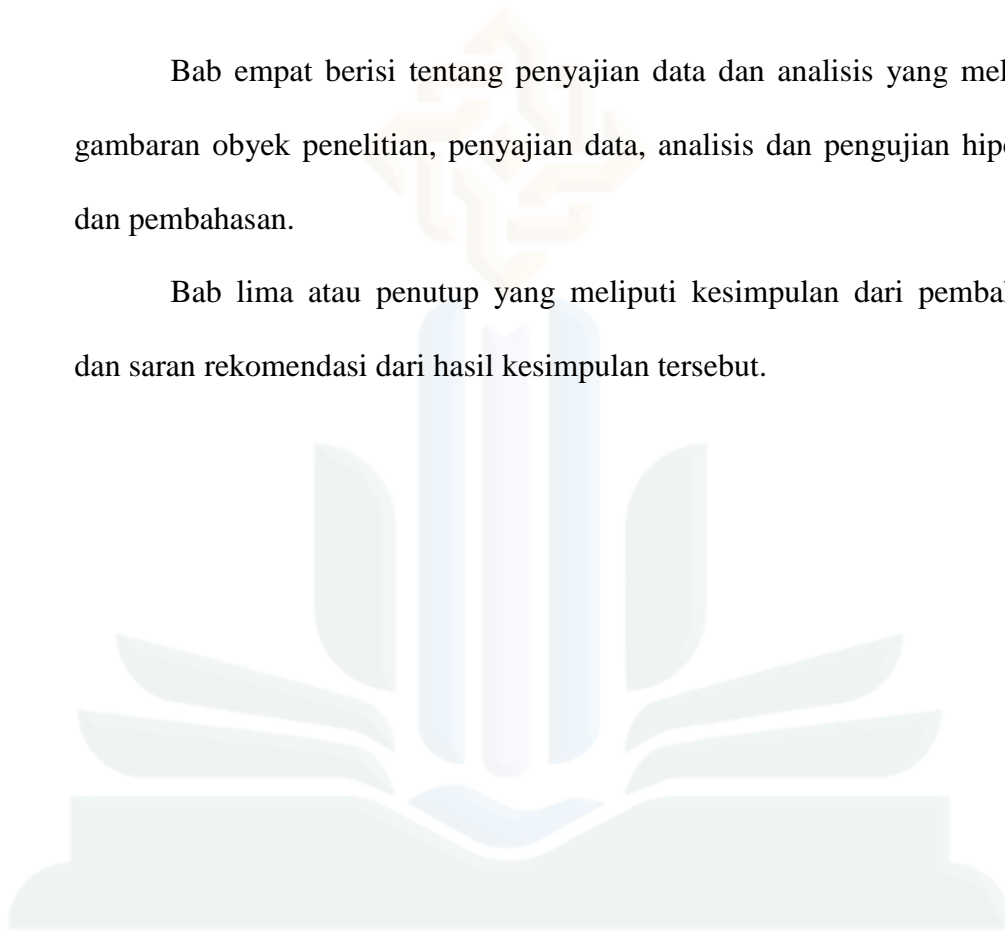 Bab empat berisi tentang penyajian data dan analisis yang
gambaran obyek penelitian, penyajian data, analisis dan pengujian
dan pembahasan.
Bab lima atau penutup yang meliputi kesimpulan dari
dan saran rekomendasi dari hasil kesimpulan tersebut.